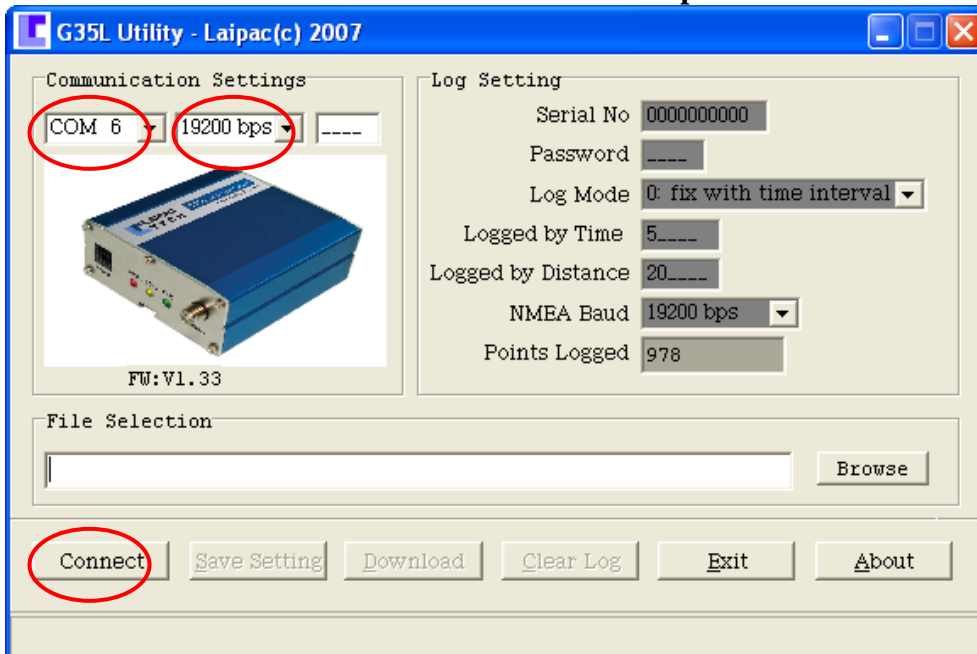 G35L Utility - Laipac(c) 2007
Communication Settings
COM 6
19200 bps
____
FW:V1.33
Log Setting
Serial No 0000000000
Password ____
Log Mode 0: fix with time interval
Logged by Time 5____
Logged by Distance 20____
NMEA Baud 19200 bps
Points Logged 978
File Selection
Browse
Connect Save Setting Download Clear Log Exit About